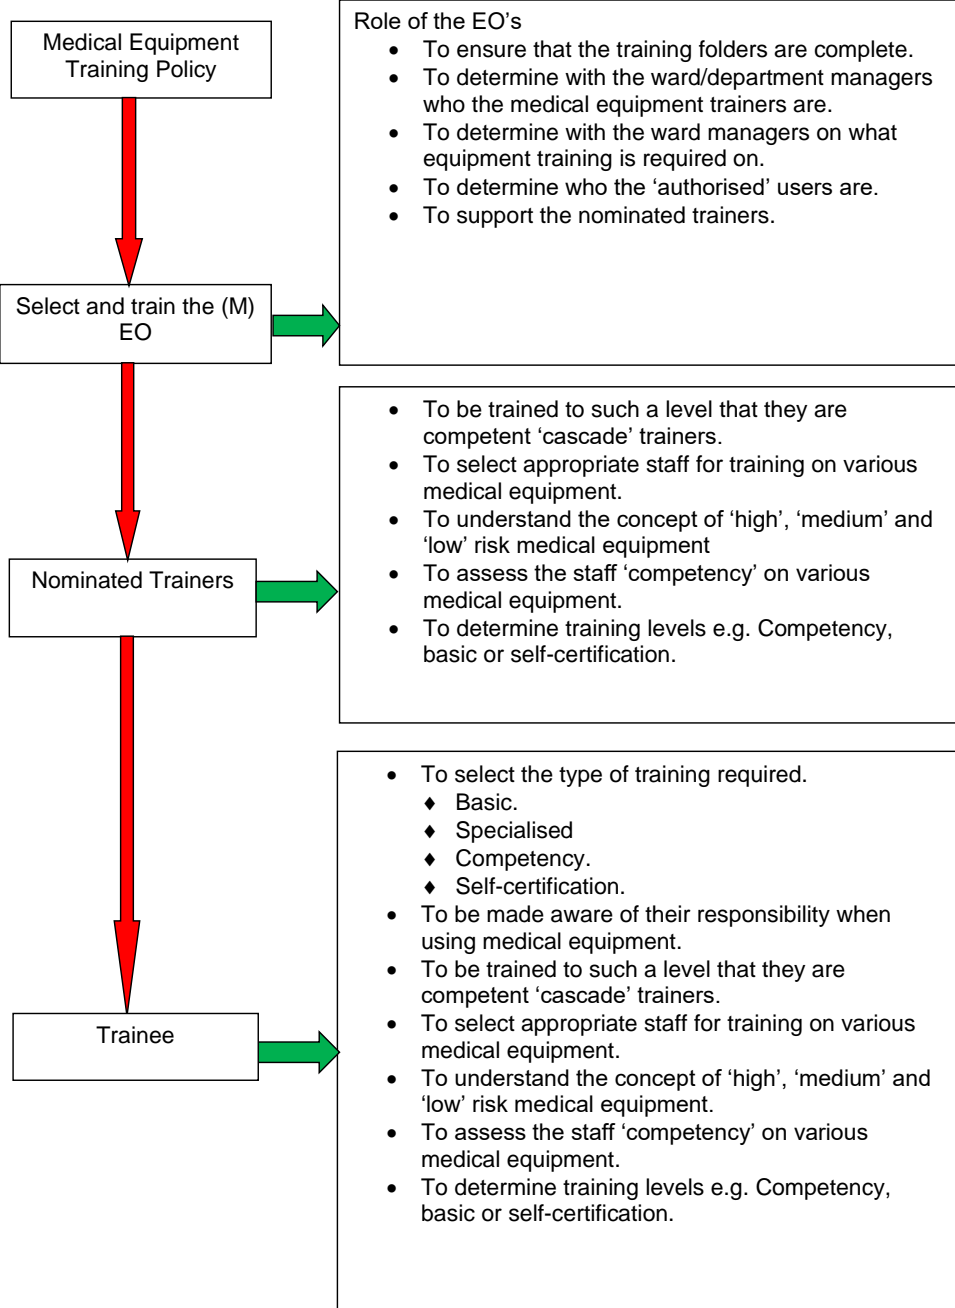 Medical Equipment
Training Policy
Role of the EO’s
• To ensure that the training folders are complete.
• To determine with the ward/department managers
who the medical equipment trainers are.
• To determine with the ward managers on what
equipment training is required on.
• To determine who the ‘authorised’ users are.
• To support the nominated trainers.
Select and train the (M)
EO
• To be trained to such a level that they are
competent ‘cascade’ trainers.
• To select appropriate staff for training on various
medical equipment.
• To understand the concept of ‘high’, ‘medium’ and
‘low’ risk medical equipment
• To assess the staff ‘competency’ on various
medical equipment.
• To determine training levels e.g. Competency,
basic or self-certification.
Nominated Trainers
• To select the type of training required.
♦ Basic.
♦ Specialised
♦ Competency.
♦ Self-certification.
• To be made aware of their responsibility when
using medical equipment.
• To be trained to such a level that they are
competent ‘cascade’ trainers.
• To select appropriate staff for training on various
medical equipment.
• To understand the concept of ‘high’, ‘medium’ and
‘low’ risk medical equipment.
• To assess the staff ‘competency’ on various
medical equipment.
• To determine training levels e.g. Competency,
basic or self-certification.
Trainee